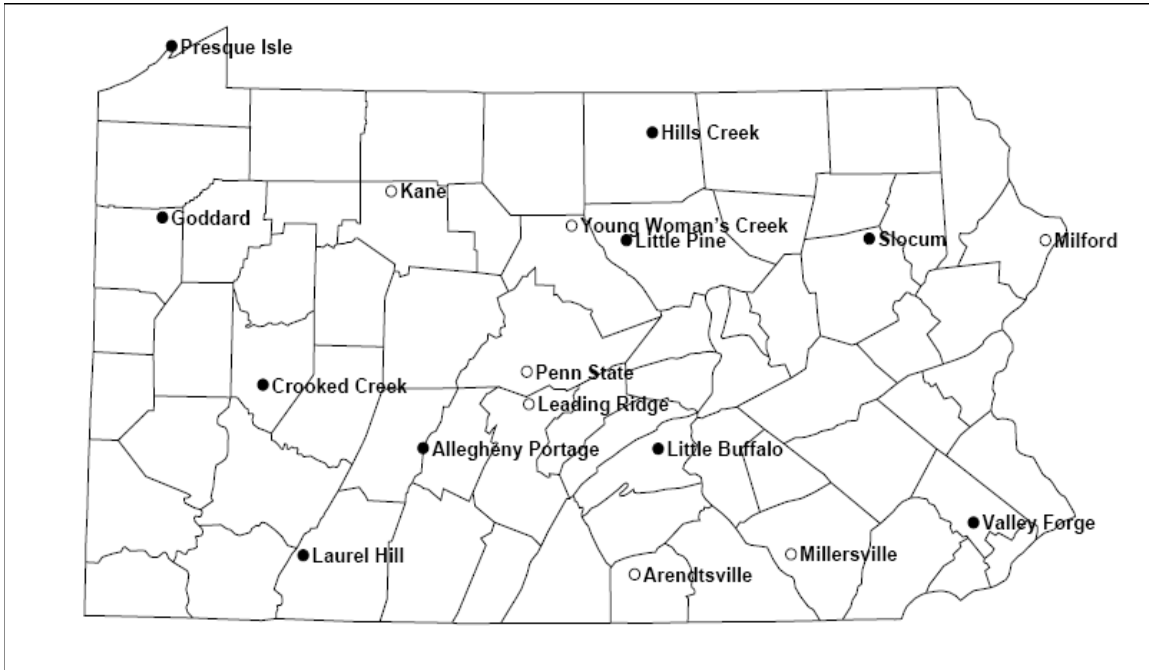 Presque Isle
Hills Creek
Kane
Goddard
Young Woman's Creek
Little Pine
Slocum
Milford
Penn State
Crooked Creek
Leading Ridge
Allegheny Portage
Little Buffalo
Valley Forge
Laurel Hill
Millersville
Arendtsville